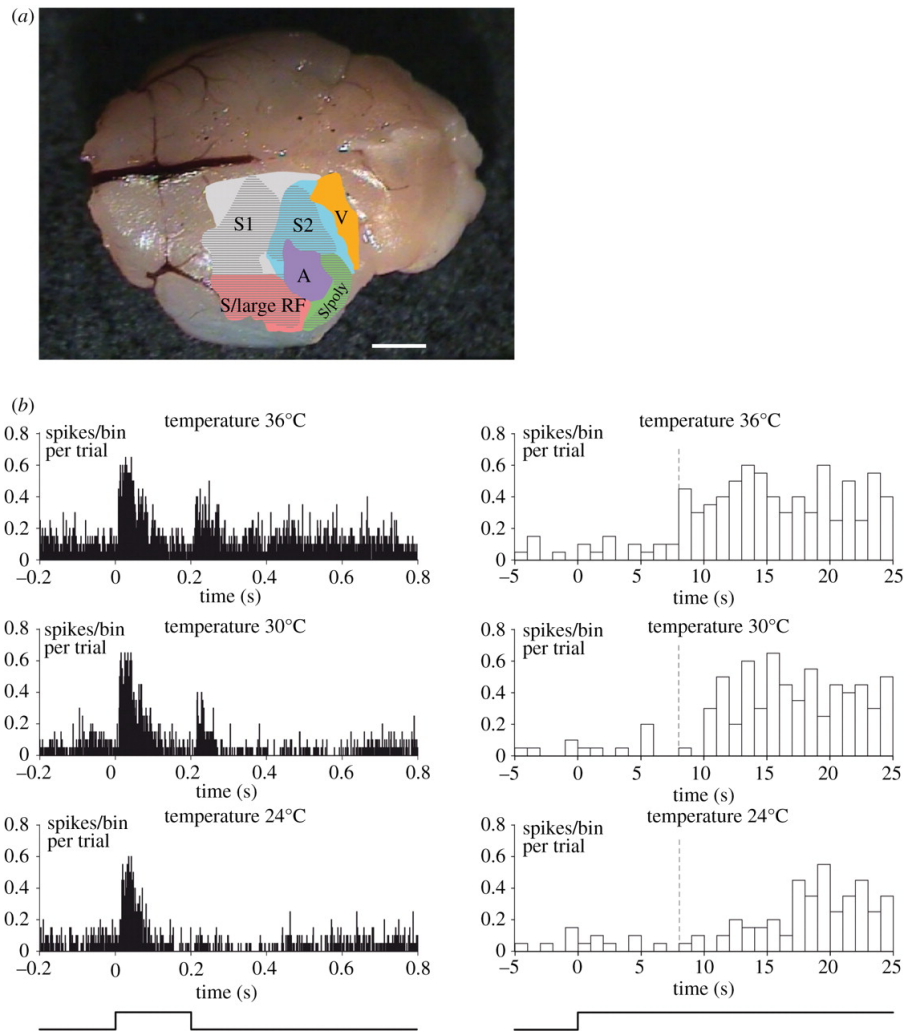 (a)
S1
S2
V
A
S/large RF
S/poly
(b)
temperature 36°C
spikes/bin
per trial
0.8
0.6
0.4
0.2
0
–0.2 0 0.2 0.4 0.6 0.8
time (s)
temperature 36°C
spikes/bin
per trial
0.8
0.6
0.4
0.2
0
–5 0 5 10 15 20 25
time (s)
temperature 30°C
spikes/bin
per trial
0.8
0.6
0.4
0.2
0
–0.2 0 0.2 0.4 0.6 0.8
time (s)
temperature 30°C
spikes/bin
per trial
0.8
0.6
0.4
0.2
0
–5 0 5 10 15 20 25
time (s)
temperature 24°C
spikes/bin
per trial
0.8
0.6
0.4
0.2
0
–0.2 0 0.2 0.4 0.6 0.8
time (s)
temperature 24°C
spikes/bin
per trial
0.8
0.6
0.4
0.2
0
–5 0 5 10 15 20 25
time (s)